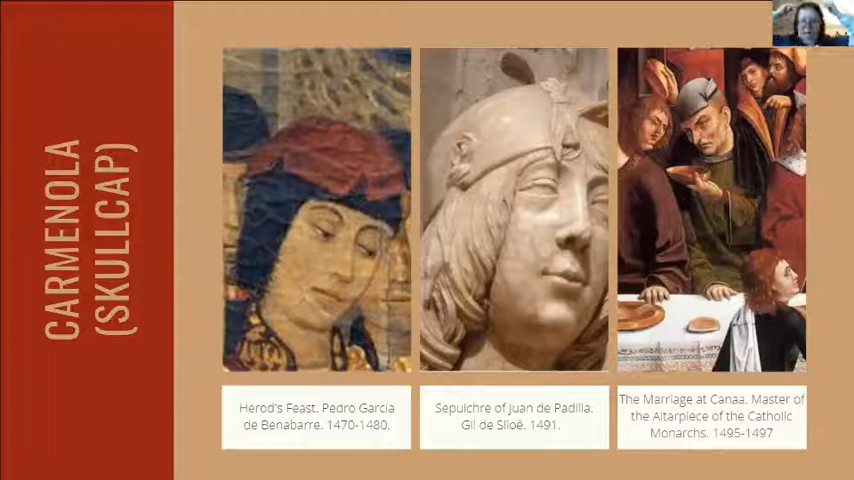 CARMENOLA
(SKULLCAP)
Herod's Feast. Pedro García
de Benabarre. 1470-1480.
Sepulchre of Juan de Padilla.
Gil de Siloé. 1491.
The Marriage at Canaa. Master of
the Altarpiece of the Catholic
Monarchs. 1495-1497